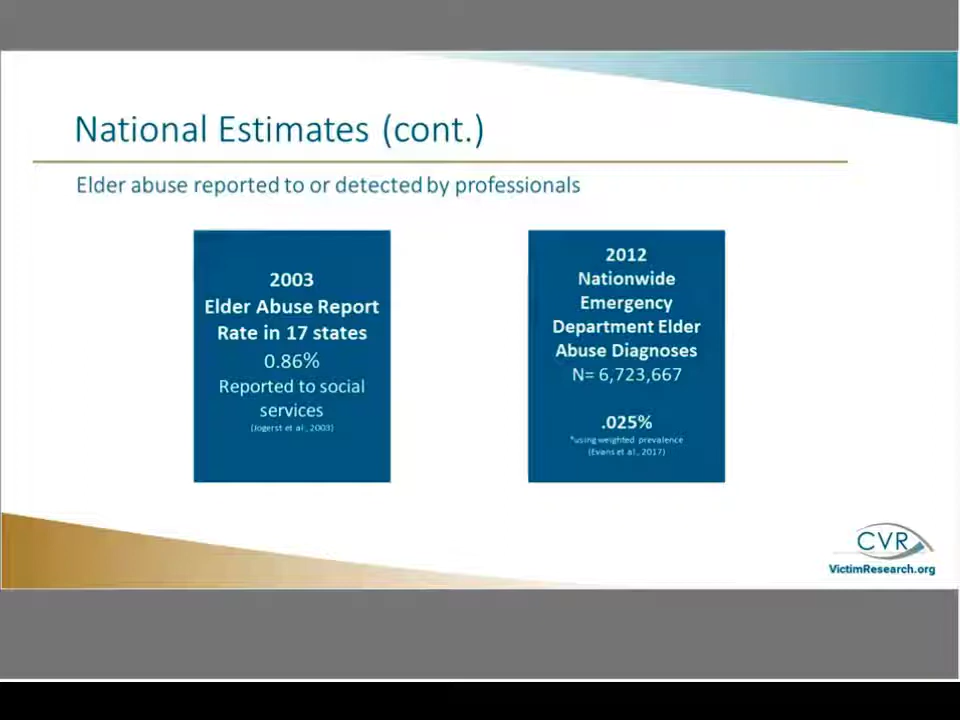 National Estimates (cont.)
Elder abuse reported to or detected by professionals
2003
Elder Abuse Report
Rate in 17 states
0.86%
Reported to social
services
(Jogerst et al., 2003)
2012
Nationwide
Emergency
Department Elder
Abuse Diagnoses
N= 6,723,667
.025%
*using weighted prevalence
(Evans et al., 2017)
CVR
VictimResearch.org